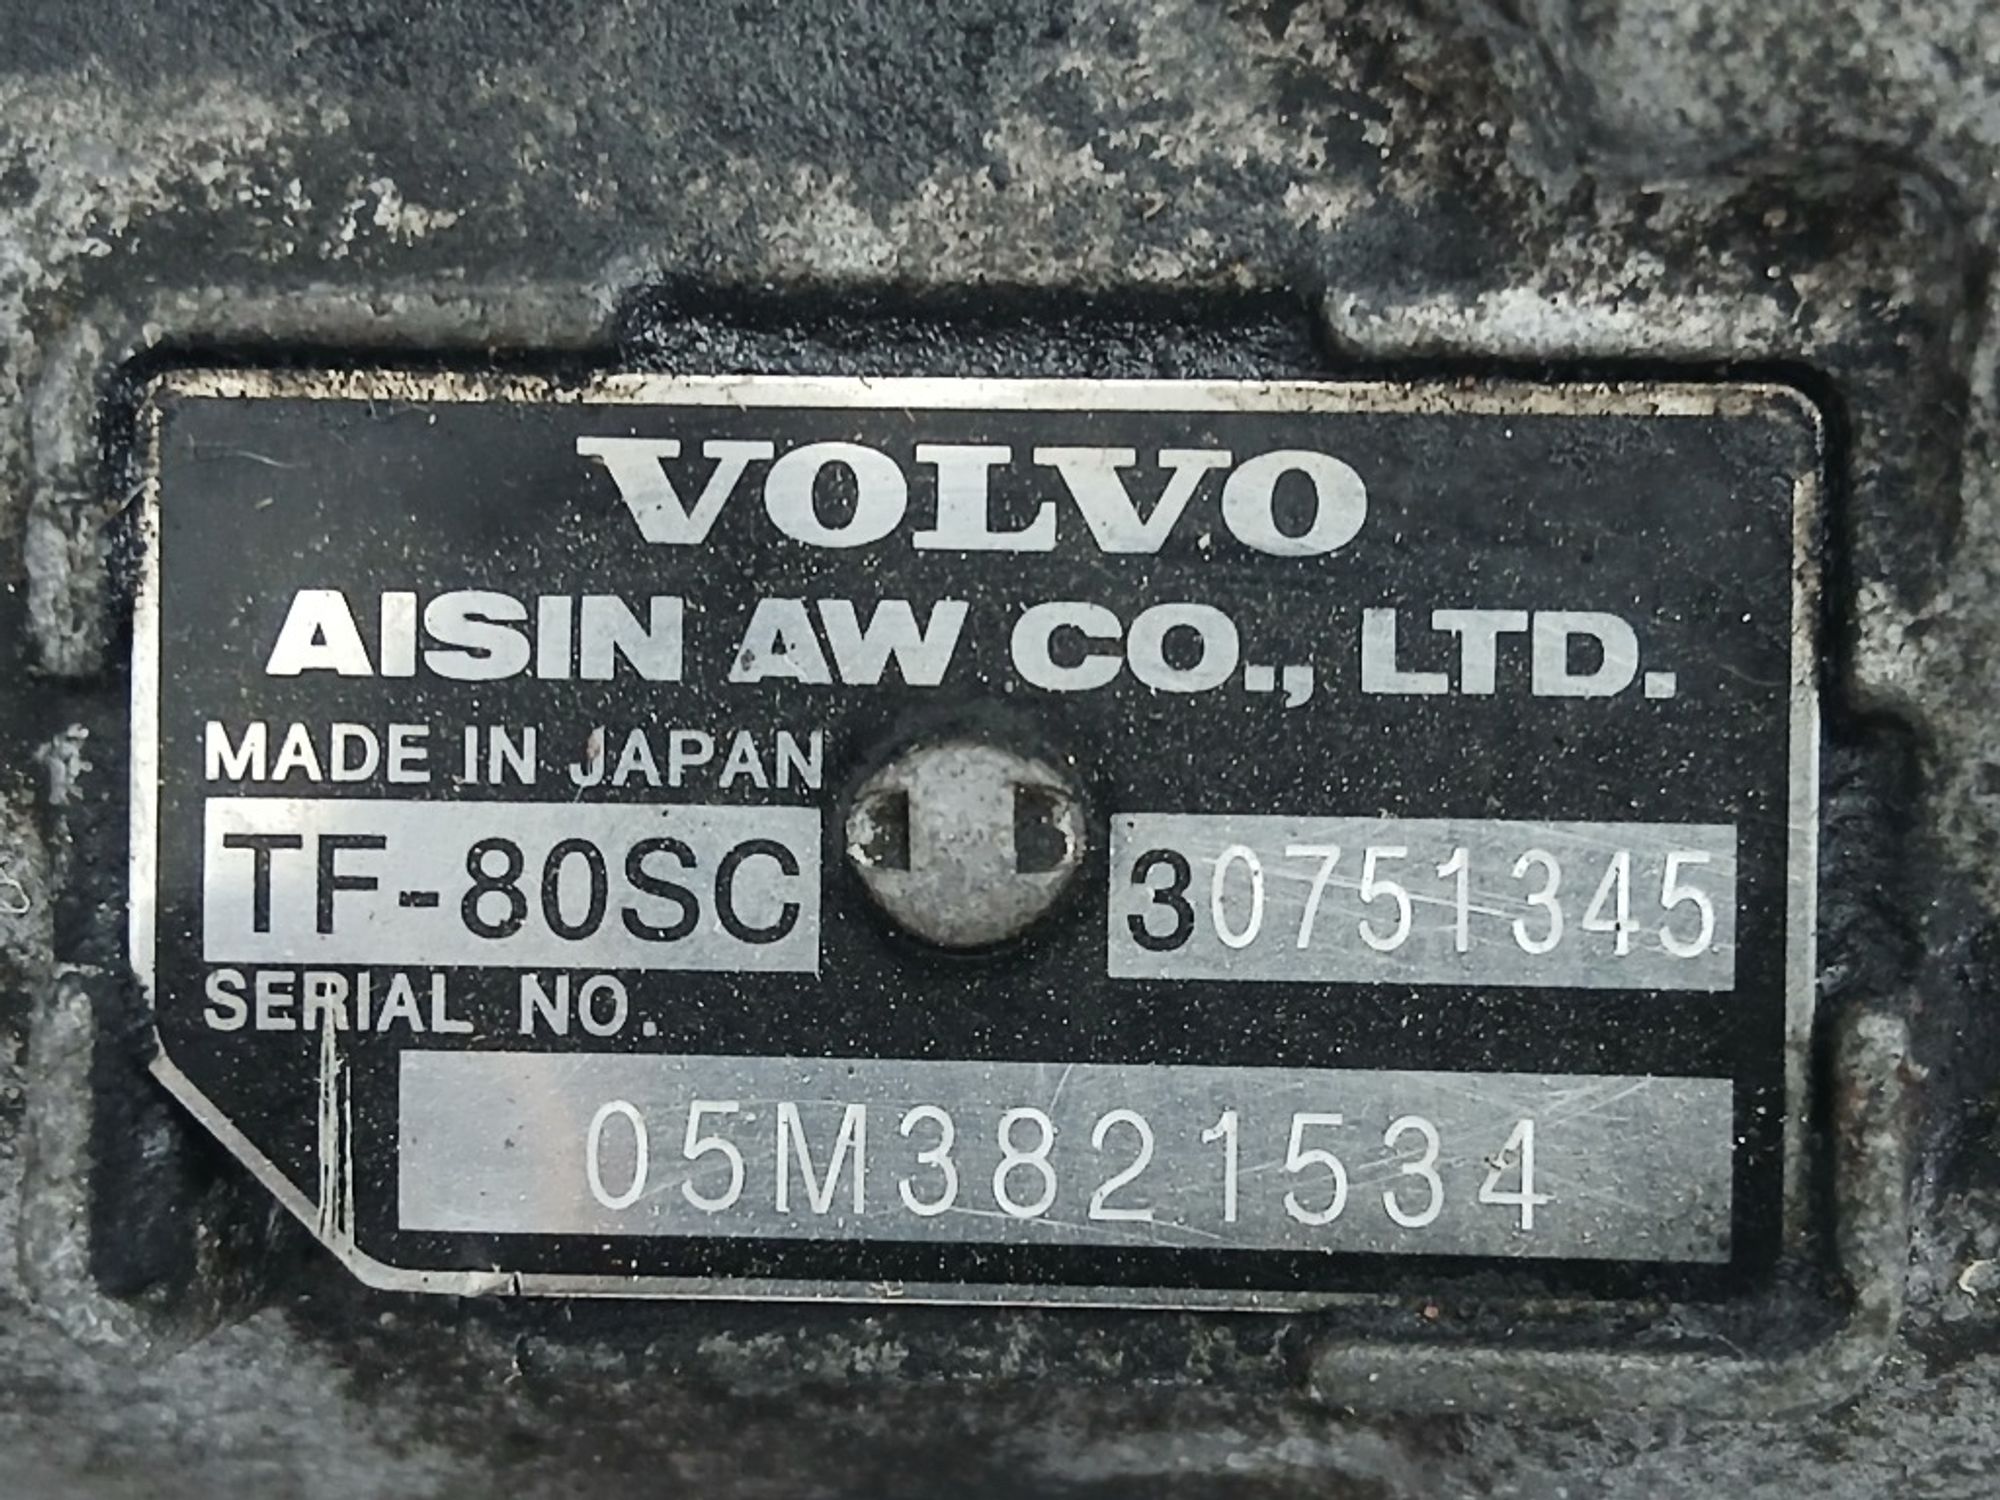 VOLVO
AISIN AW CO., LTD.
MADE IN JAPAN
TF-80SC 30751345
SERIAL NO.
05M3821534